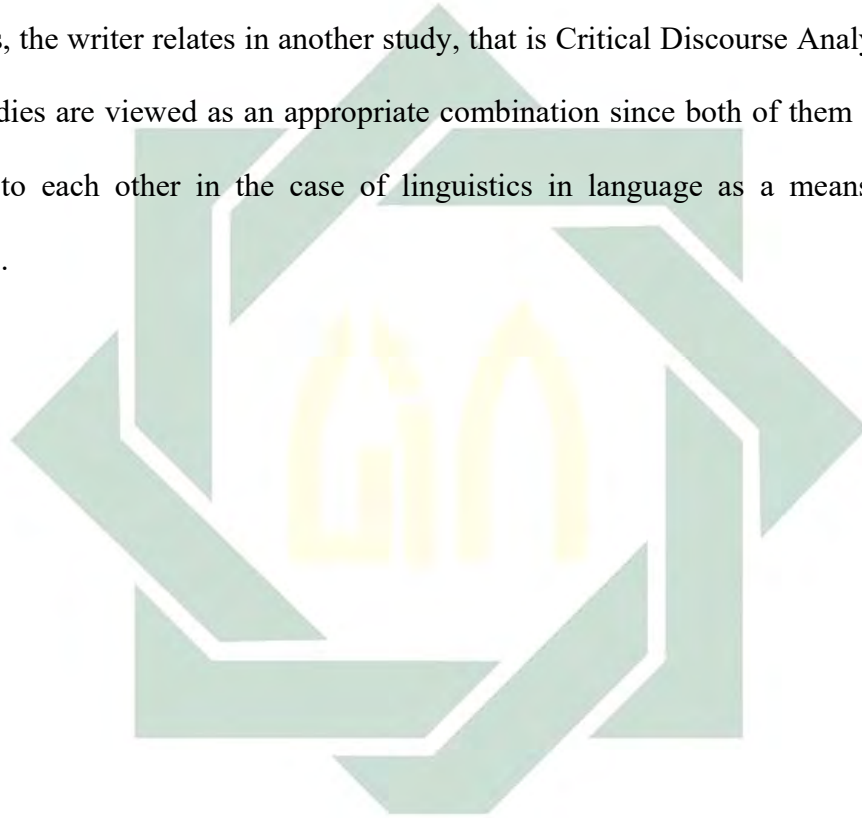 s, the writer relates in another study, that is Critical Discourse Analy
dies are viewed as an appropriate combination since both of them
to each other in the case of linguistics in language as a means
.